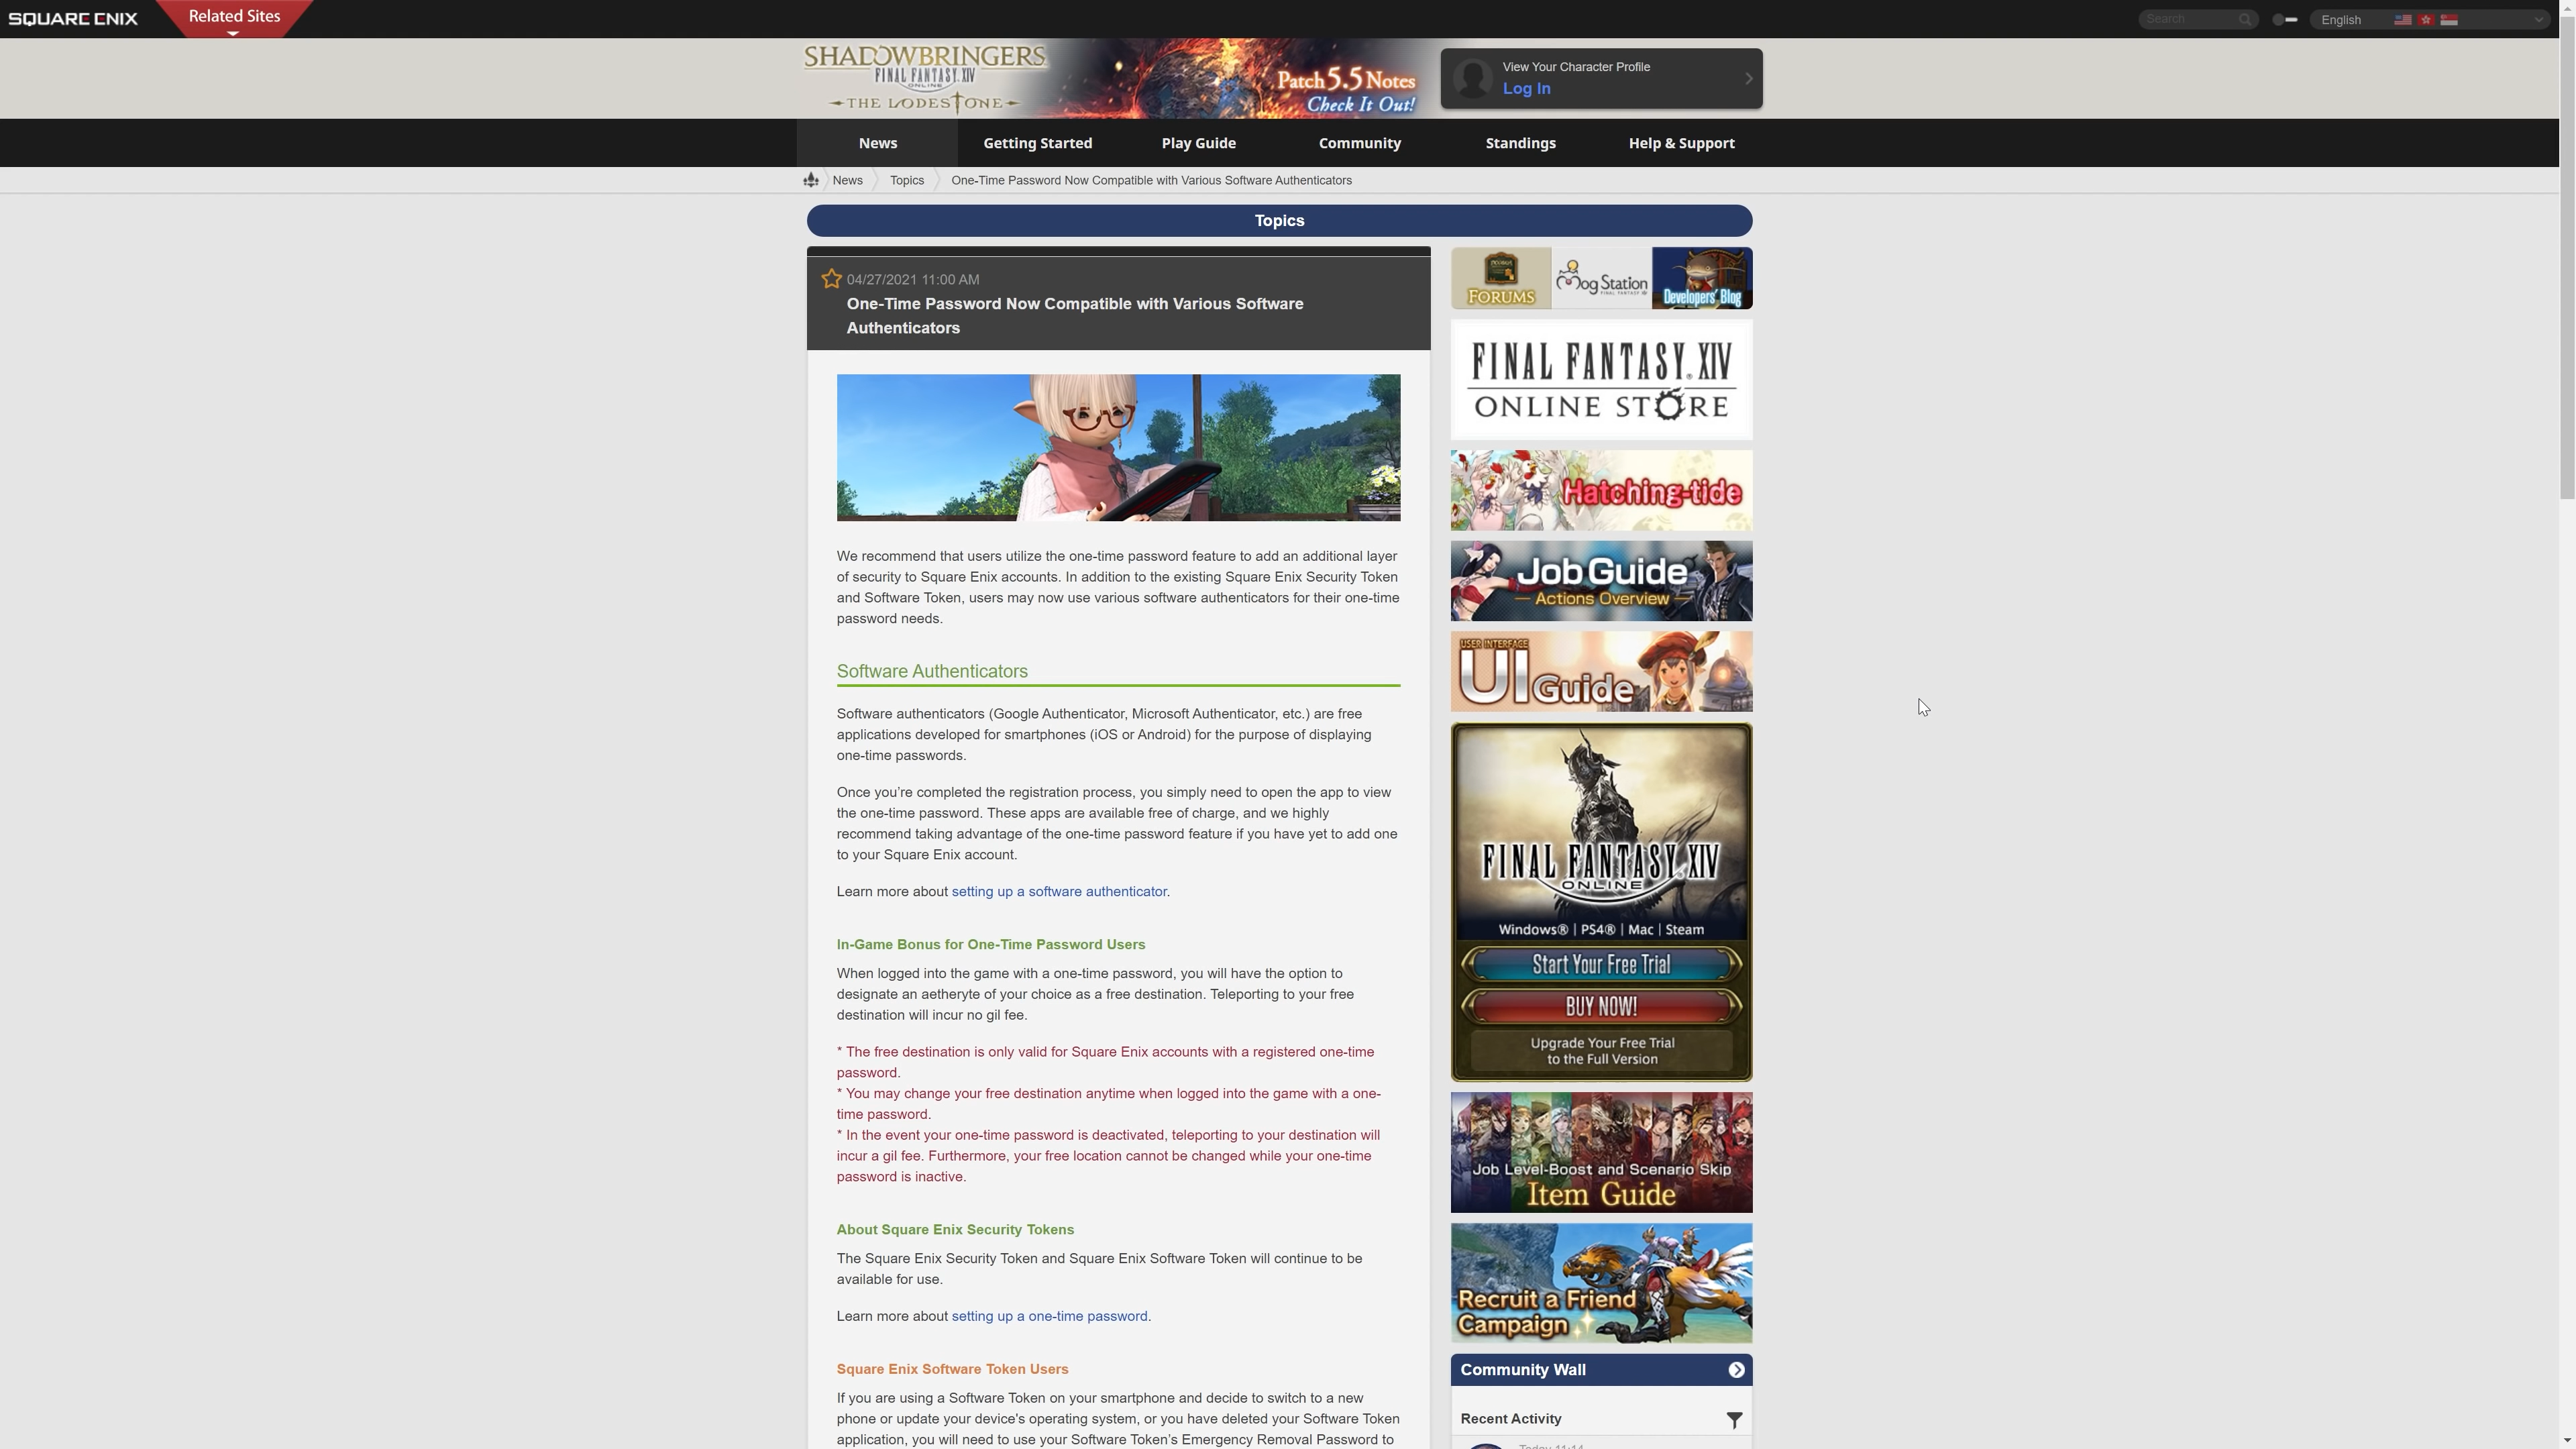 SQUARE ENIX
Related Sites
Search
English
SHADOWBRINGERS
FINAL FANTASY XIV
ONLINE
THE LODESTONE
Patch 5.5 Notes
Check It Out!
View Your Character Profile
Log In
News
Getting Started
Play Guide
Community
Standings
Help & Support
News
Topics
One-Time Password Now Compatible with Various Software Authenticators
Topics
04/27/2021 11:00 AM
One-Time Password Now Compatible with Various Software
Authenticators
We recommend that users utilize the one-time password feature to add an additional layer
of security to Square Enix accounts. In addition to the existing Square Enix Security Token
and Software Token, users may now use various software authenticators for their one-time
password needs.
Software Authenticators
Software authenticators (Google Authenticator, Microsoft Authenticator, etc.) are free
applications developed for smartphones (iOS or Android) for the purpose of displaying
one-time passwords.
Once you’re completed the registration process, you simply need to open the app to view
the one-time password. These apps are available free of charge, and we highly
recommend taking advantage of the one-time password feature if you have yet to add one
to your Square Enix account.
Learn more about setting up a software authenticator.
In-Game Bonus for One-Time Password Users
When logged into the game with a one-time password, you will have the option to
designate an aetheryte of your choice as a free destination. Teleporting to your free
destination will incur no gil fee.
* The free destination is only valid for Square Enix accounts with a registered one-time
password.
* You may change your free destination anytime when logged into the game with a one-
time password.
* In the event your one-time password is deactivated, teleporting to your destination will
incur a gil fee. Furthermore, your free location cannot be changed while your one-time
password is inactive.
About Square Enix Security Tokens
The Square Enix Security Token and Square Enix Software Token will continue to be
available for use.
Learn more about setting up a one-time password.
Square Enix Software Token Users
If you are using a Software Token on your smartphone and decide to switch to a new
phone or update your device's operating system, or you have deleted your Software Token
application, you will need to use your Software Token’s Emergency Removal Password to
FORUMS
Mog Station
Developers' Blog
FINAL FANTASY XIV
ONLINE STORE
Hatching-tide
Job Guide
Actions Overview
USER INTERFACE
UI Guide
FINAL FANTASY XIV
ONLINE
Windows® | PS4® | Mac | Steam
Start Your Free Trial
BUY NOW!
Upgrade Your Free Trial
to the Full Version
Job Level-Boost and Scenario Skip
Item Guide
Recruit a Friend
Campaign
Community Wall
Recent Activity
Today 11:14